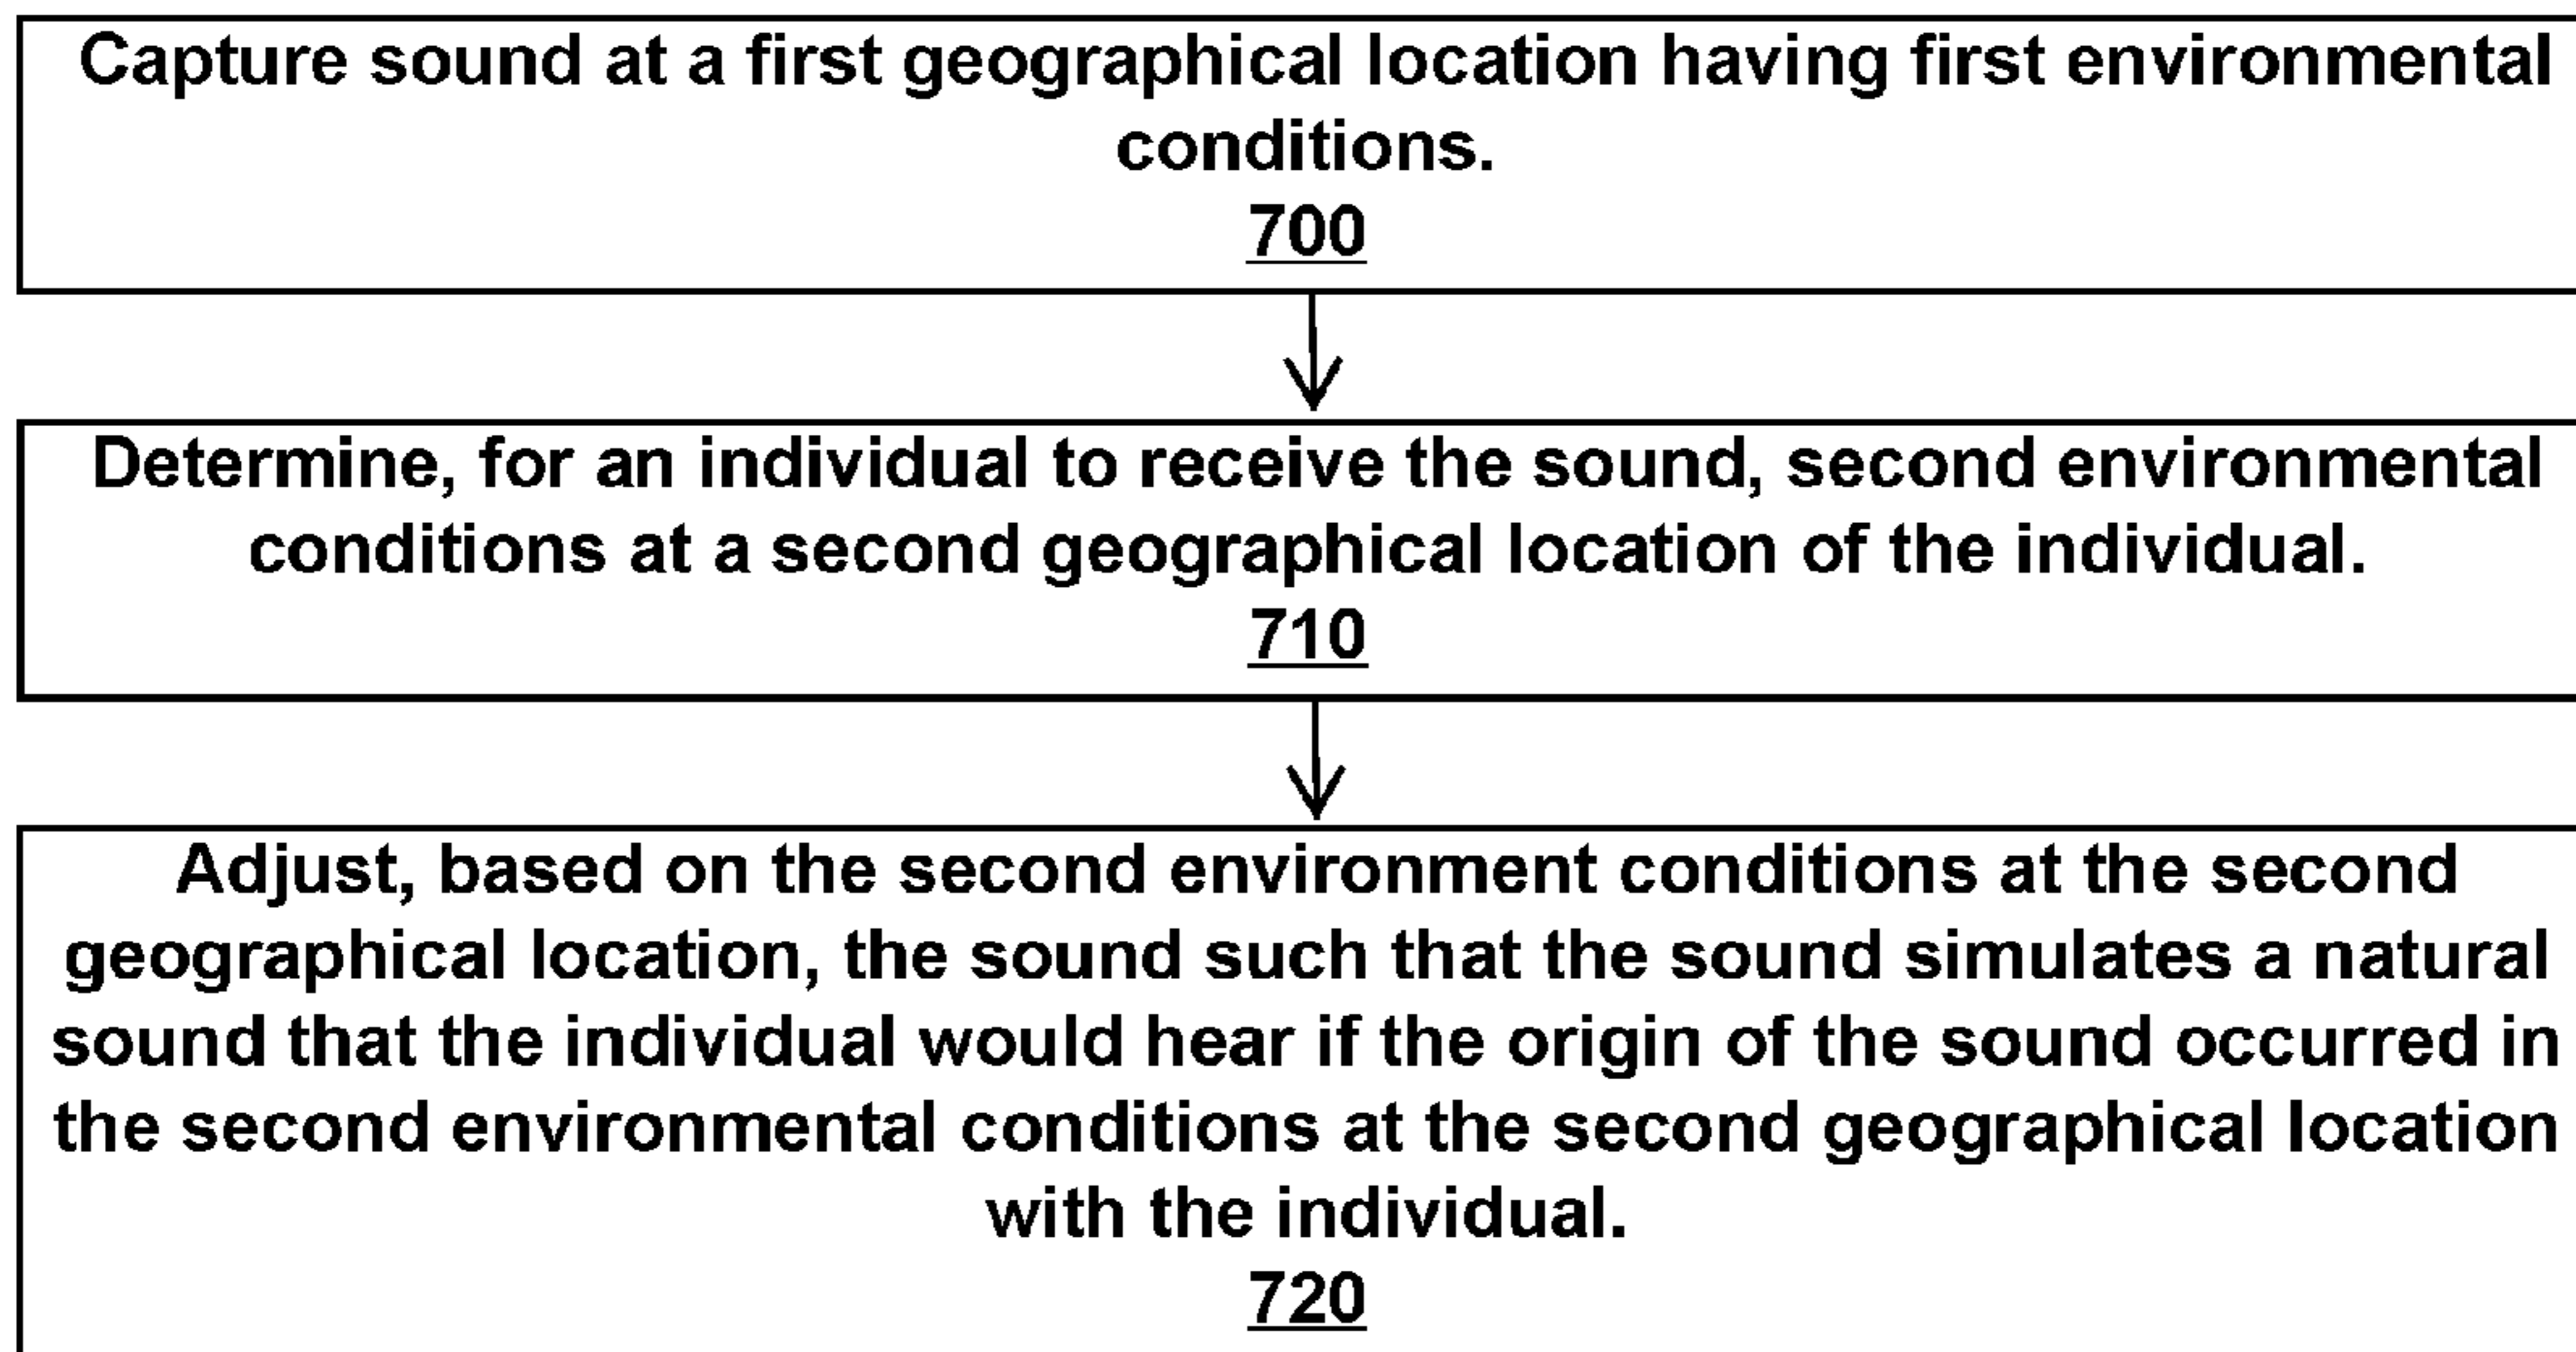 Capture sound at a first geographical location having first environmental
conditions.
700
Determine, for an individual to receive the sound, second environmental
conditions at a second geographical location of the individual.
710
Adjust, based on the second environment conditions at the second
geographical location, the sound such that the sound simulates a natural
sound that the individual would hear if the origin of the sound occurred in
the second environmental conditions at the second geographical location
with the individual.
720